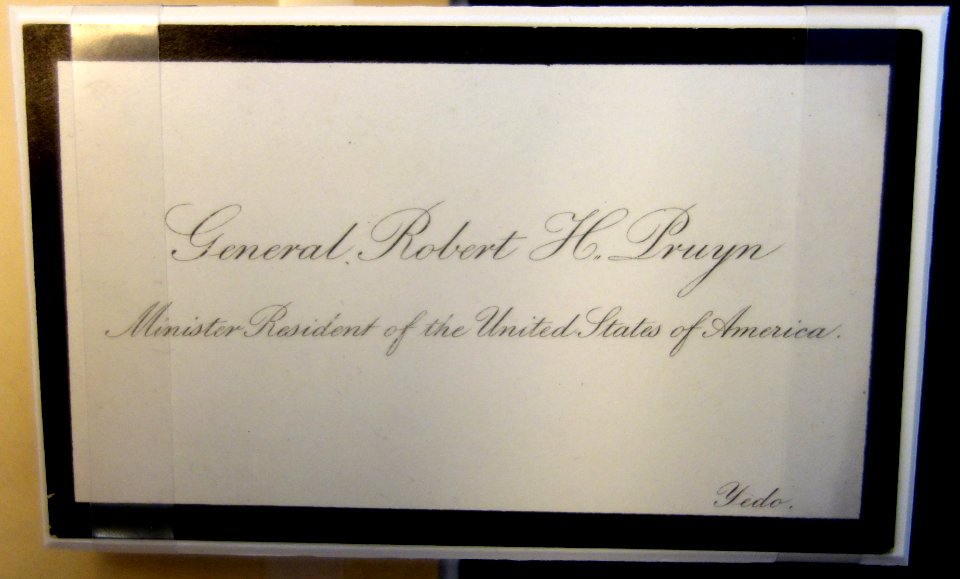 General Robert H. Pruyn
Minister Resident of the United States of America.
Yedo.